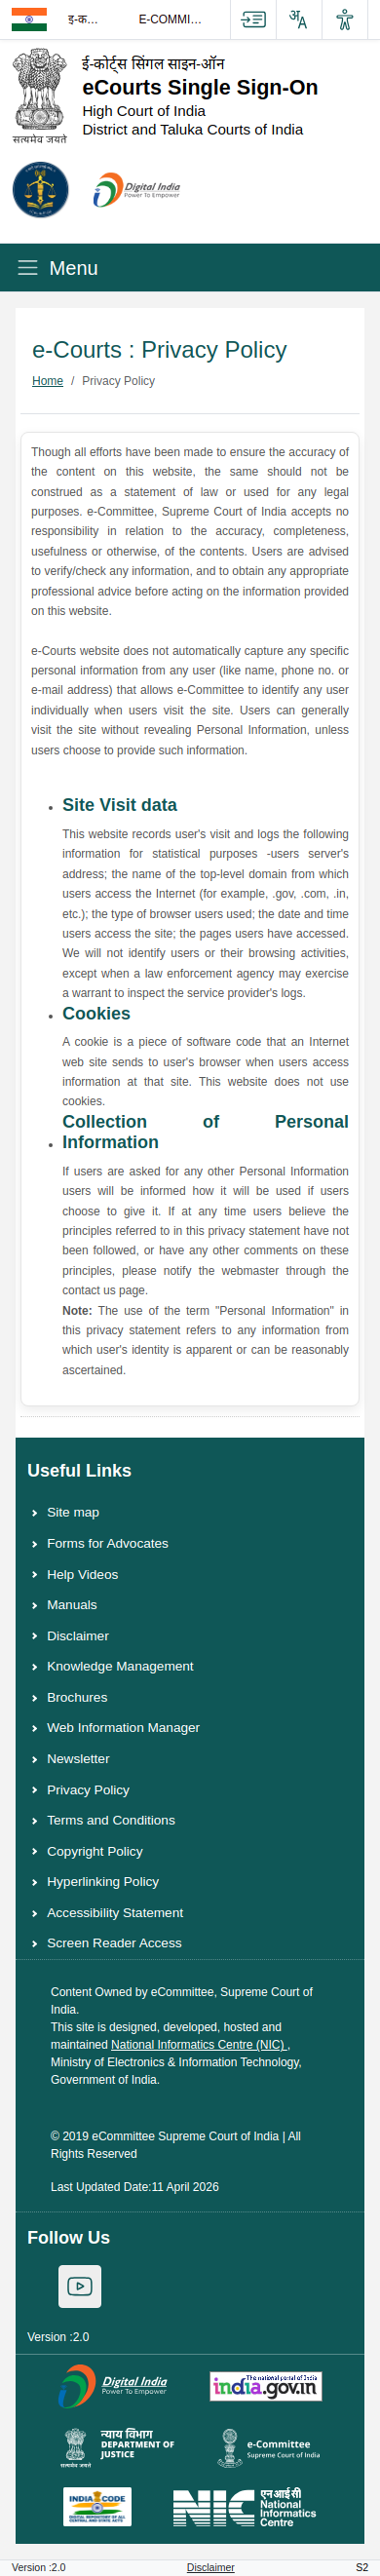 इ-क...
E-COMMI...
अA
ई-कोर्ट्स सिंगल साइन-ऑन
eCourts Single Sign-On
High Court of India
District and Taluka Courts of India
सत्यमेव जयते
Digital India
Power To Empower
Menu
e-Courts : Privacy Policy
Home / Privacy Policy
Though all efforts have been made to ensure the accuracy of
the content on this website, the same should not be
construed as a statement of law or used for any legal
purposes. e-Committee, Supreme Court of India accepts no
responsibility in relation to the accuracy, completeness,
usefulness or otherwise, of the contents. Users are advised
to verify/check any information, and to obtain any appropriate
professional advice before acting on the information provided
on this website.
e-Courts website does not automatically capture any specific
personal information from any user (like name, phone no. or
e-mail address) that allows e-Committee to identify any user
individually when users visit the site. Users can generally
visit the site without revealing Personal Information, unless
users choose to provide such information.
• Site Visit data
This website records user's visit and logs the following
information for statistical purposes -users server's
address; the name of the top-level domain from which
users access the Internet (for example, .gov, .com, .in,
etc.); the type of browser users used; the date and time
users access the site; the pages users have accessed.
We will not identify users or their browsing activities,
except when a law enforcement agency may exercise
a warrant to inspect the service provider's logs.
• Cookies
A cookie is a piece of software code that an Internet
web site sends to user's browser when users access
information at that site. This website does not use
cookies.
Collection of Personal
• Information
If users are asked for any other Personal Information
users will be informed how it will be used if users
choose to give it. If at any time users believe the
principles referred to in this privacy statement have not
been followed, or have any other comments on these
principles, please notify the webmaster through the
contact us page.
Note: The use of the term "Personal Information" in
this privacy statement refers to any information from
which user's identity is apparent or can be reasonably
ascertained.
Useful Links
Site map
Forms for Advocates
Help Videos
Manuals
Disclaimer
Knowledge Management
Brochures
Web Information Manager
Newsletter
Privacy Policy
Terms and Conditions
Copyright Policy
Hyperlinking Policy
Accessibility Statement
Screen Reader Access
Content Owned by eCommittee, Supreme Court of
India.
This site is designed, developed, hosted and
maintained National Informatics Centre (NIC) ,
Ministry of Electronics & Information Technology,
Government of India.
© 2019 eCommittee Supreme Court of India | All
Rights Reserved
Last Updated Date:11 April 2026
Follow Us
Version :2.0
Digital India
Power To Empower
The national portal of India
india.gov.in
न्याय विभाग
DEPARTMENT OF
JUSTICE
सत्यमेव जयते
e-Committee
Supreme Court of India
INDIA CODE
DIGITAL REPOSITORY OF ALL
CENTRAL AND STATE ACTS
NIC
एनआईसी
National
Informatics
Centre
Version :2.0
Disclaimer
S2